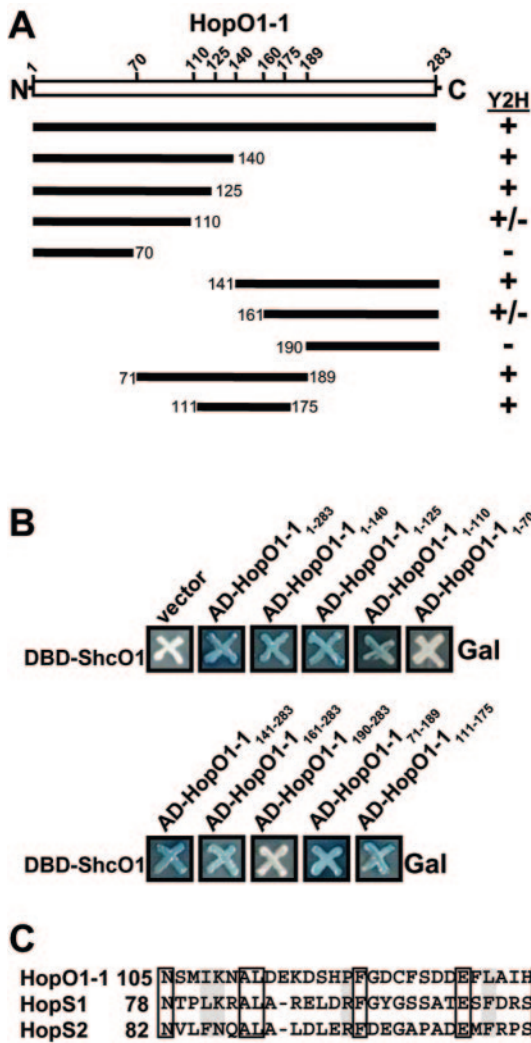 A
HopO1-1
1 70 110 125 140 160 175 189 283
N C
Y2H
+
140 +
125 +
110 +/-
70 -
141 +
161 +/-
190 -
71 189 +
111 175 +
B
vector AD-HopO1-1 1-283 AD-HopO1-1 1-140 AD-HopO1-1 1-125 AD-HopO1-1 1-110 AD-HopO1-1 1-70
DBD-ShcO1 Gal
AD-HopO1-1 141-283 AD-HopO1-1 161-283 AD-HopO1-1 190-283 AD-HopO1-1 71-189 AD-HopO1-1 111-175
DBD-ShcO1 Gal
C
HopO1-1 105 NSMIKNALDEKDSHPFGDCFSDDEFLAIH
HopS1 78 NTPLKRALA-RELDRFGYGSSATESFDRS
HopS2 82 NVLFNQALA-LDLERFDEGAPADEMFRPS